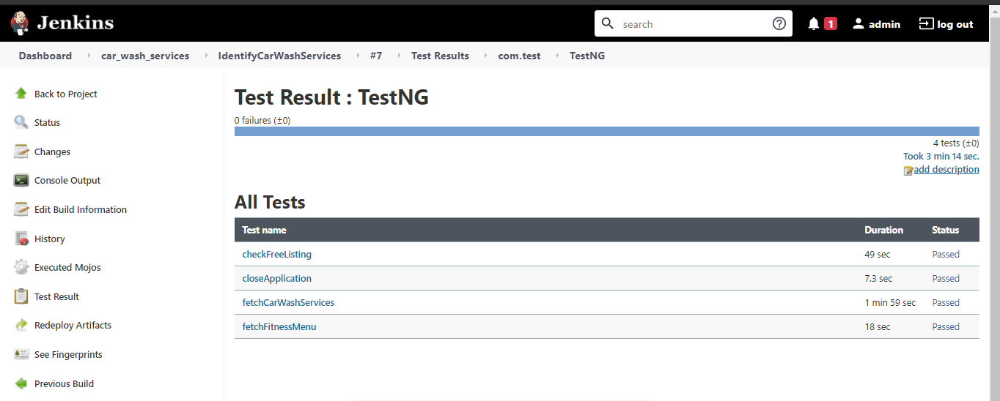 Jenkins search 1 admin log out
Dashboard car_wash_services IdentifyCarWashServices #7 Test Results com.test TestNG
Back to Project
Status
Changes
Console Output
Edit Build Information
History
Executed Mojos
Test Result
Redeploy Artifacts
See Fingerprints
Previous Build
Test Result : TestNG
0 failures (±0)
4 tests (±0)
Took 3 min 14 sec.
add description
All Tests
Test name Duration Status
checkFreeListing 49 sec Passed
closeApplication 7.3 sec Passed
fetchCarWashServices 1 min 59 sec Passed
fetchFitnessMenu 18 sec Passed